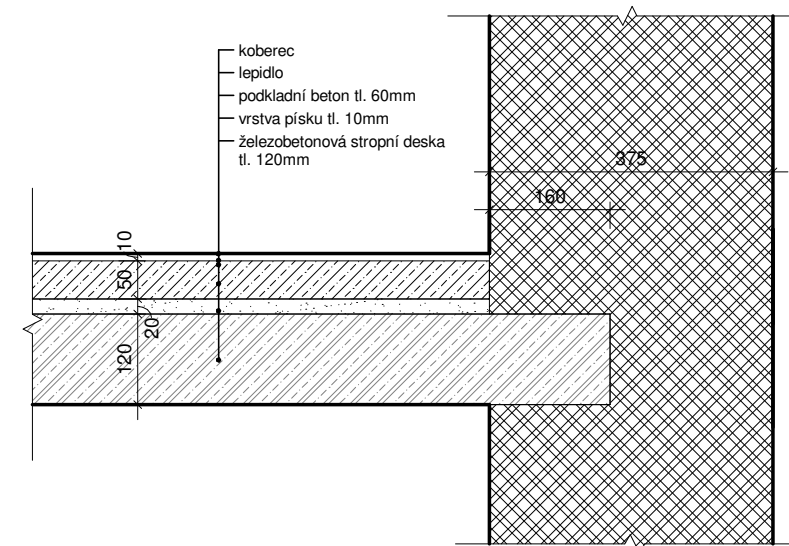 koberec
lepidlo
podkladní beton tl. 60mm
vrstva písku tl. 10mm
železobetonová stropní deska
tl. 120mm
375
160
10
50
20
120